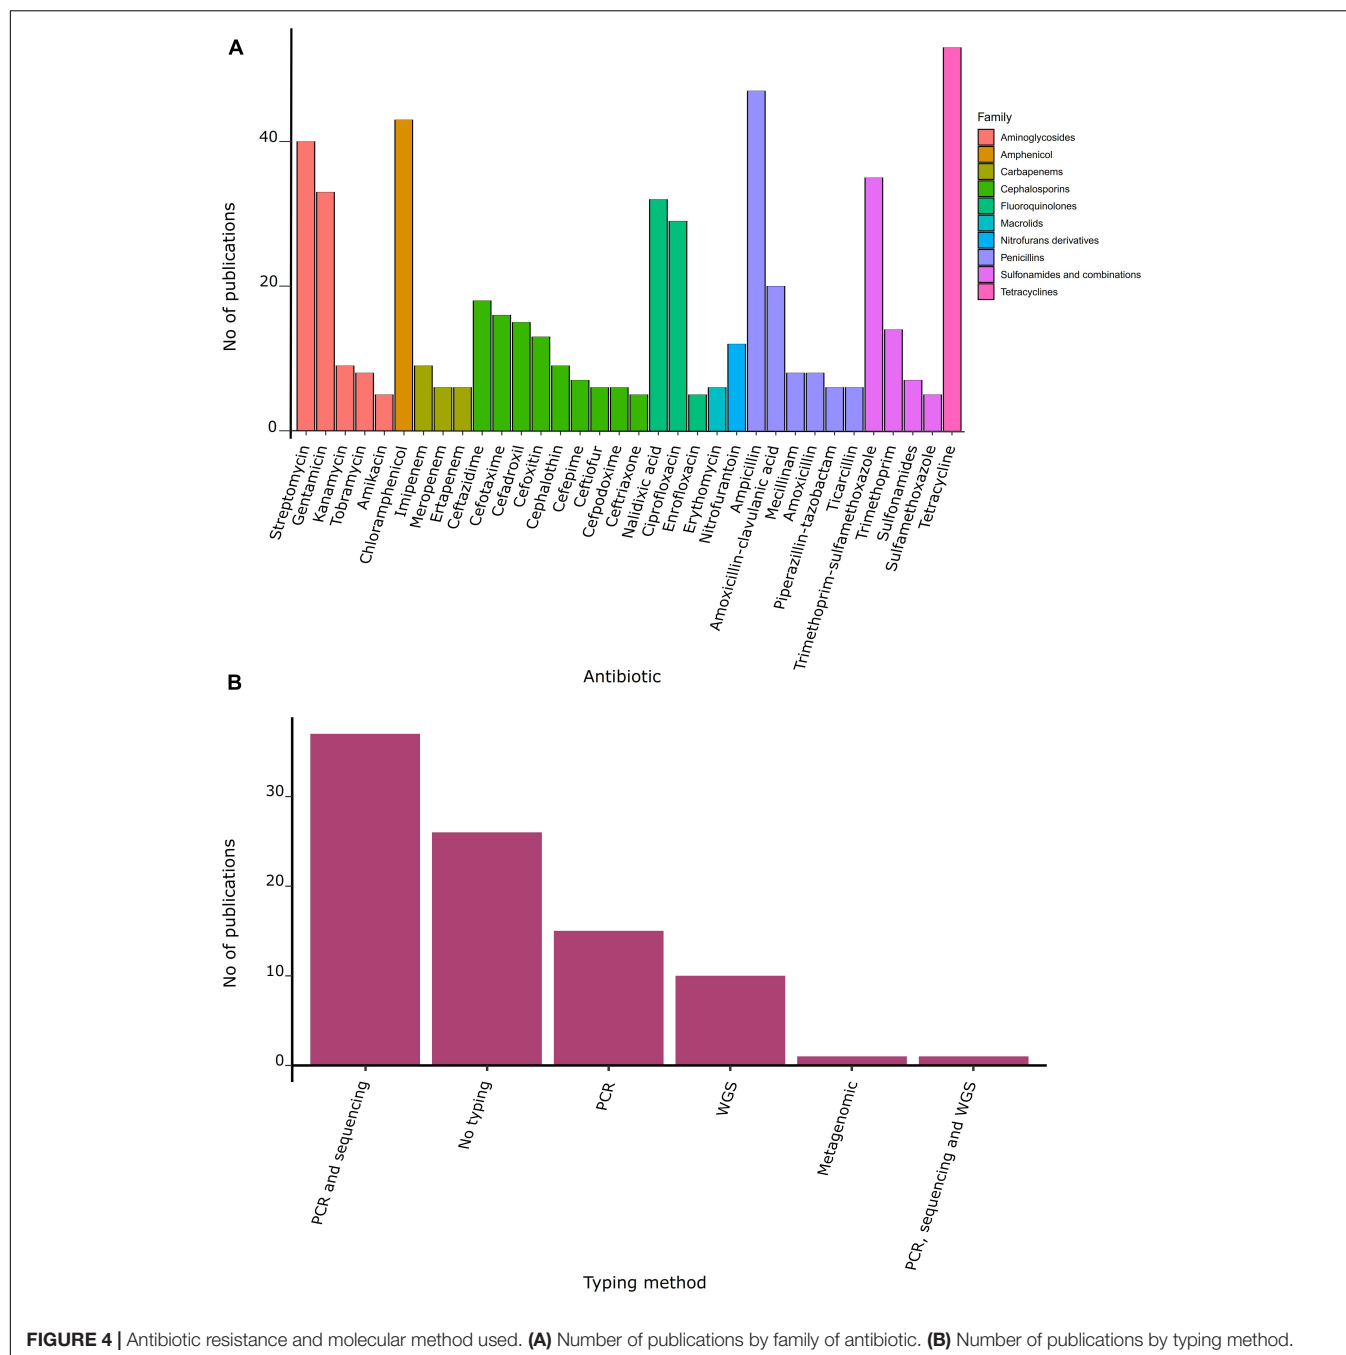 A
No of publications
40
20
0
Family
Aminoglycosides
Amphenicol
Carbapenems
Cephalosporins
Fluoroquinolones
Macrolids
Nitrofurans derivatives
Penicillins
Sulfonamides and combinations
Tetracyclines
Streptomycin
Gentamicin
Kanamycin
Tobramycin
Amikacin
Chloramphenicol
Imipenem
Meropenem
Ertapenem
Ceftazidime
Cefotaxime
Cefadroxil
Cefoxitin
Cephalothin
Cefepime
Ceftiofur
Cefpodoxime
Ceftriaxone
Nalidixic acid
Ciprofloxacin
Enrofloxacin
Erythomycin
Nitrofurantoin
Ampicillin
Amoxicillin-clavulanic acid
Mecillinam
Amoxicillin
Piperazillin-tazobactam
Ticarcillin
Trimethoprim-sulfamethoxazole
Trimethoprim
Sulfonamides
Sulfamethoxazole
Tetracycline
Antibiotic
B
No of publications
30
20
10
0
PCR and sequencing
No typing
PCR
WGS
Metagenomic
PCR, sequencing and WGS
Typing method
FIGURE 4 | Antibiotic resistance and molecular method used. (A) Number of publications by family of antibiotic. (B) Number of publications by typing method.